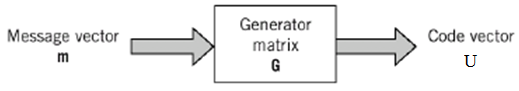 Message vector
m
Generator
matrix
G
Code vector
U